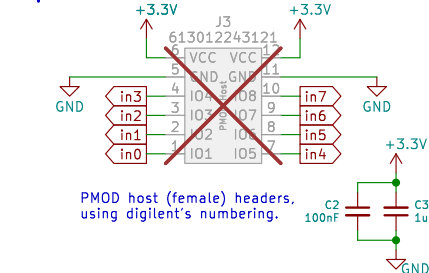 +3.3V J3 +3.3V
613012243121
6 VCC VCC 12
5 GND GND 11
GND GND
in3 4 IO4 IO8 10 in7
in2 3 IO3 IO7 9 in6
in1 2 IO2 IO6 8 in5
in0 1 IO1 IO5 7 in4
PMOD Host
PMOD host (female) headers,
using digilent's numbering.
+3.3V
C2
100nF
C3
1u
GND